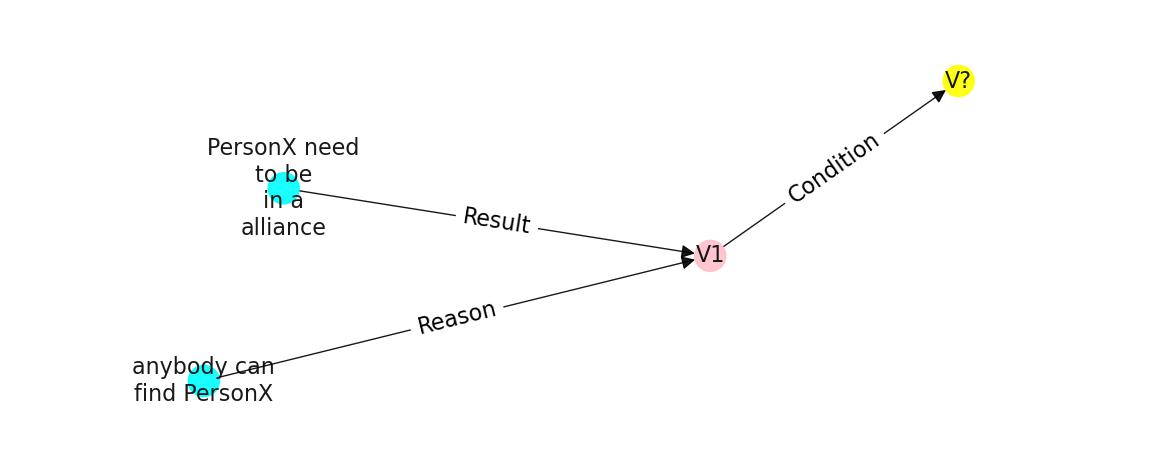 V?
Condition
PersonX need
to be
in a
alliance
Result
V1
Reason
anybody can
find PersonX